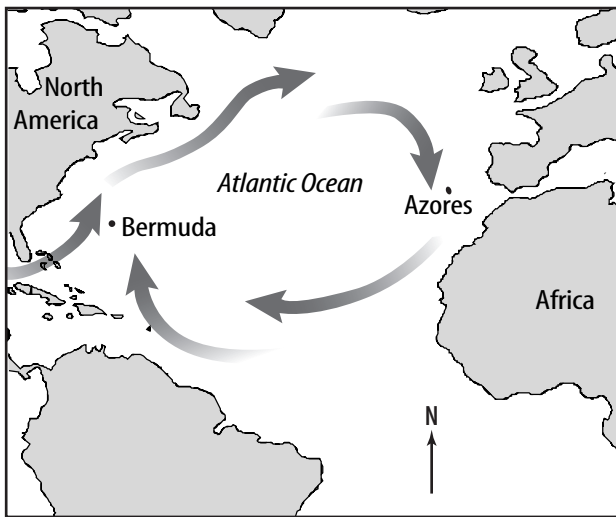 North
America
Atlantic Ocean
Azores
Bermuda
Africa
N